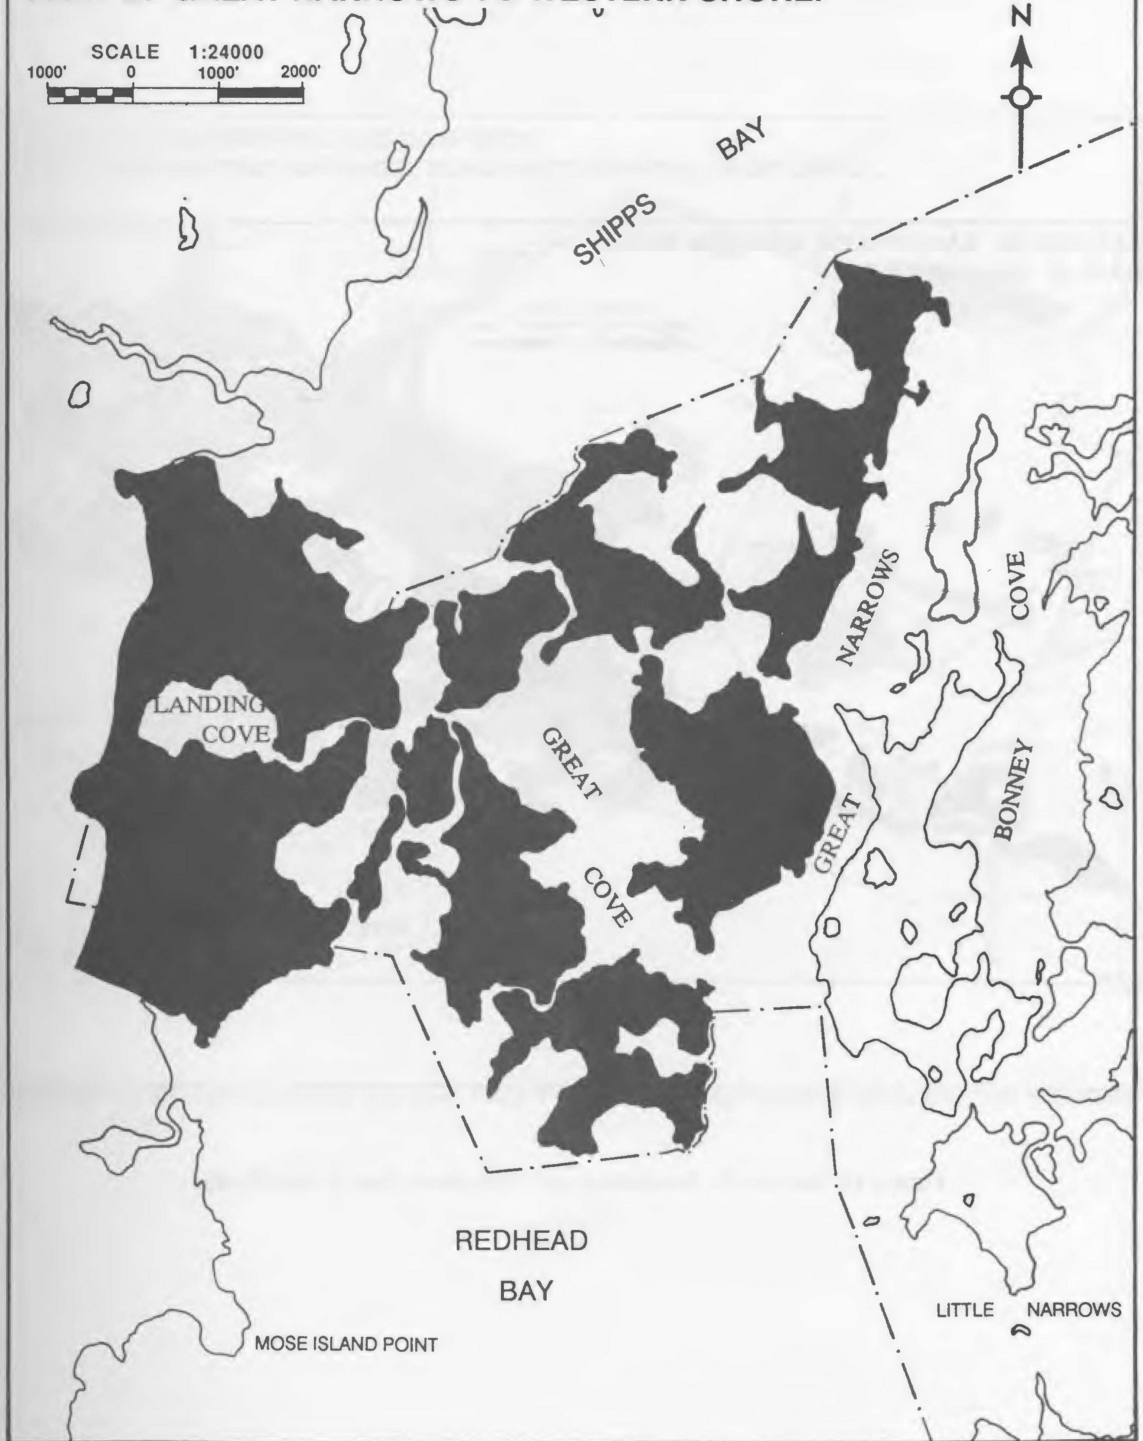 SCALE 1:24000
1000' 0 1000' 2000'
N
SHIPPS BAY
NARROWS
COVE
LANDING
COVE
GREAT
COVE
GREAT
BONNEY
REDHEAD
BAY
LITTLE NARROWS
MOSE ISLAND POINT